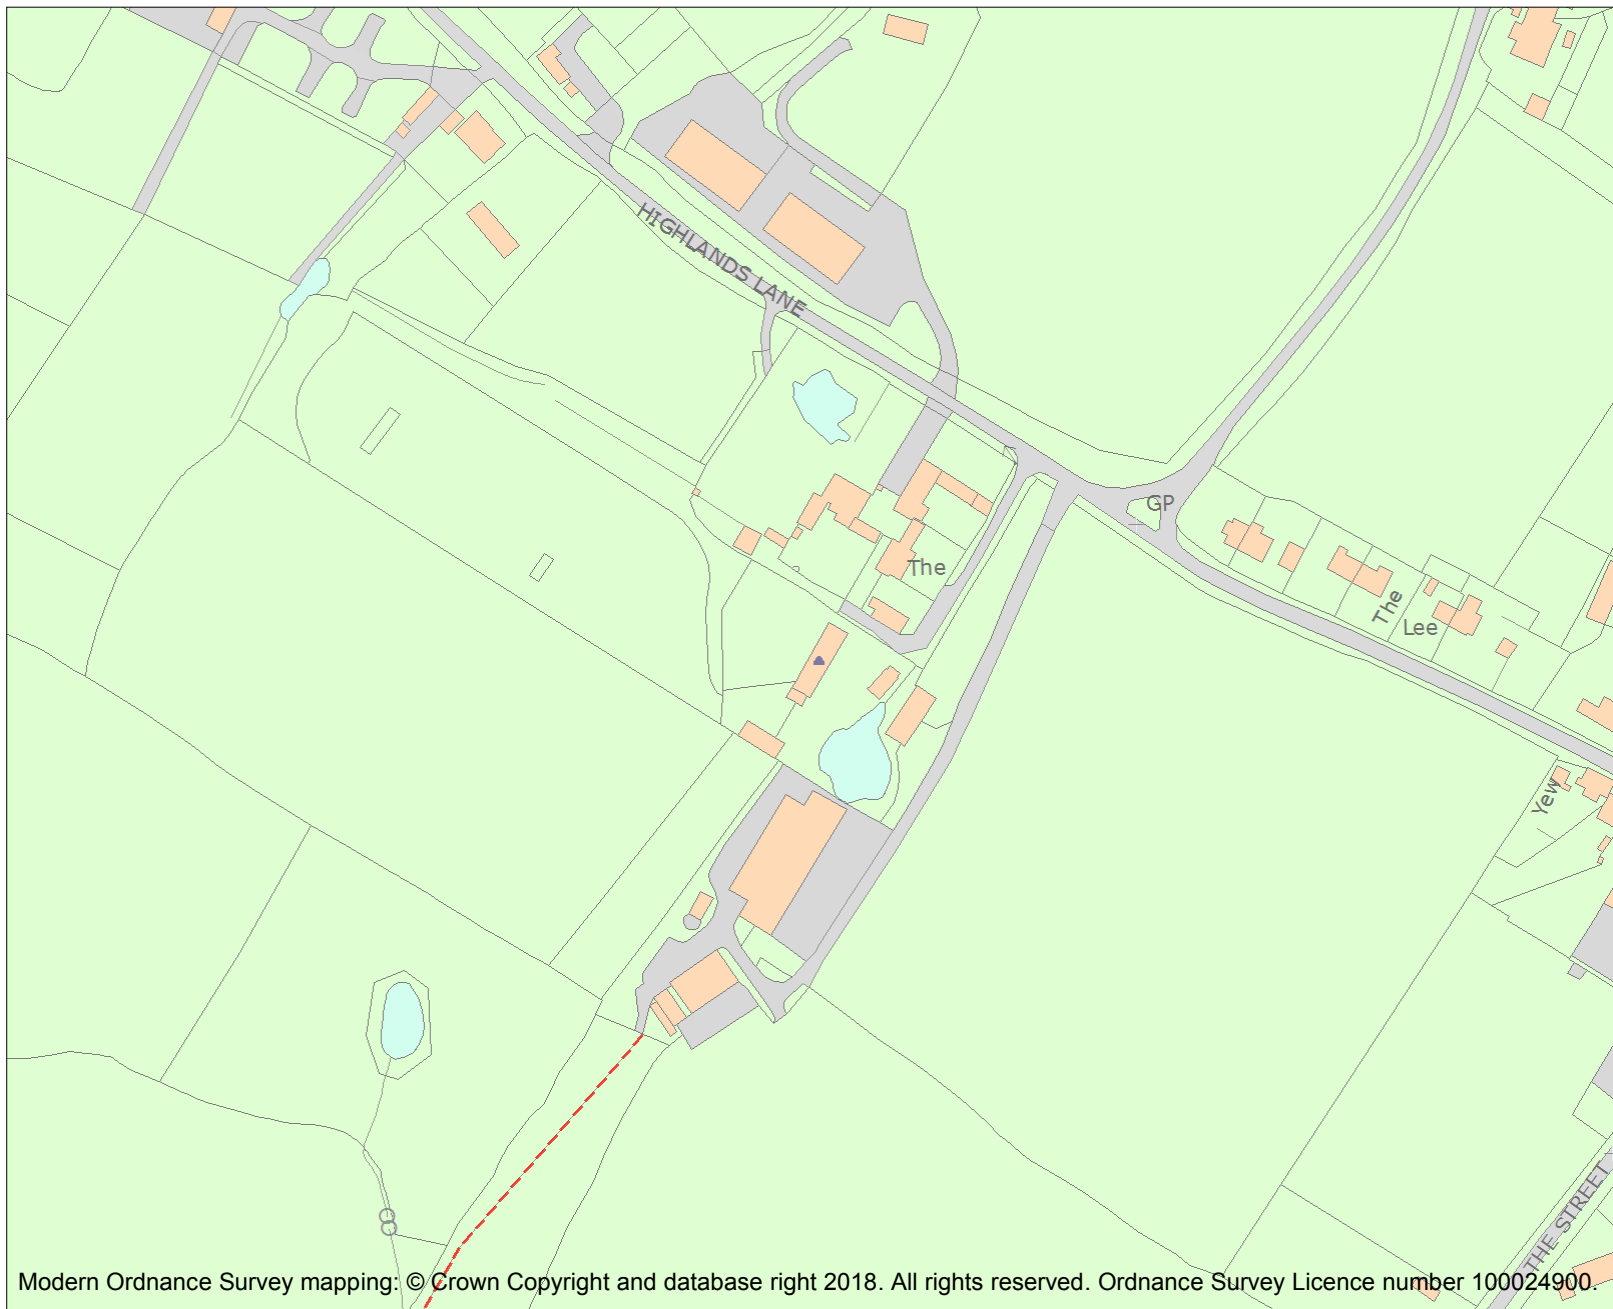 HIGHLANDS LANE
GP
The
The
Lee
Yew
THE STREET
Modern Ordnance Survey mapping: © Crown Copyright and database right 2018. All rights reserved. Ordnance Survey Licence number 100024900.